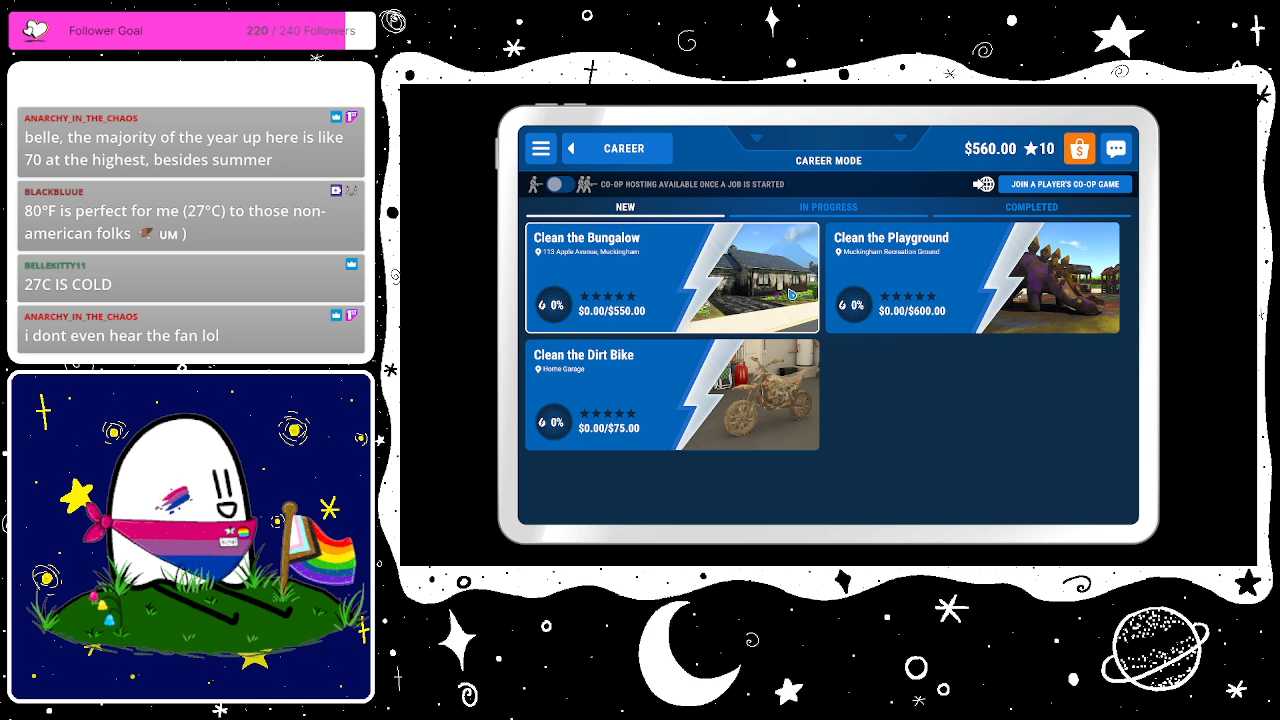 Follower Goal
220 / 240 Followers
ANARCHY_IN_THE_CHAOS
belle, the majority of the year up here is like
70 at the highest, besides summer
BLACKBLUUE
80°F is perfect for me (27°C) to those non-
american folks UM )
BELLEKITTY11
27C IS COLD
ANARCHY_IN_THE_CHAOS
i dont even hear the fan lol
CAREER
CAREER MODE
$560.00 ★10
CO-OP HOSTING AVAILABLE ONCE A JOB IS STARTED
JOIN A PLAYER'S CO-OP GAME
NEW
IN PROGRESS
COMPLETED
Clean the Bungalow
113 Apple Avenue, Muckingham
0%
$0.00/$550.00
Clean the Playground
Muckingham Recreation Ground
0%
$0.00/$600.00
Clean the Dirt Bike
Home Garage
0%
$0.00/$75.00